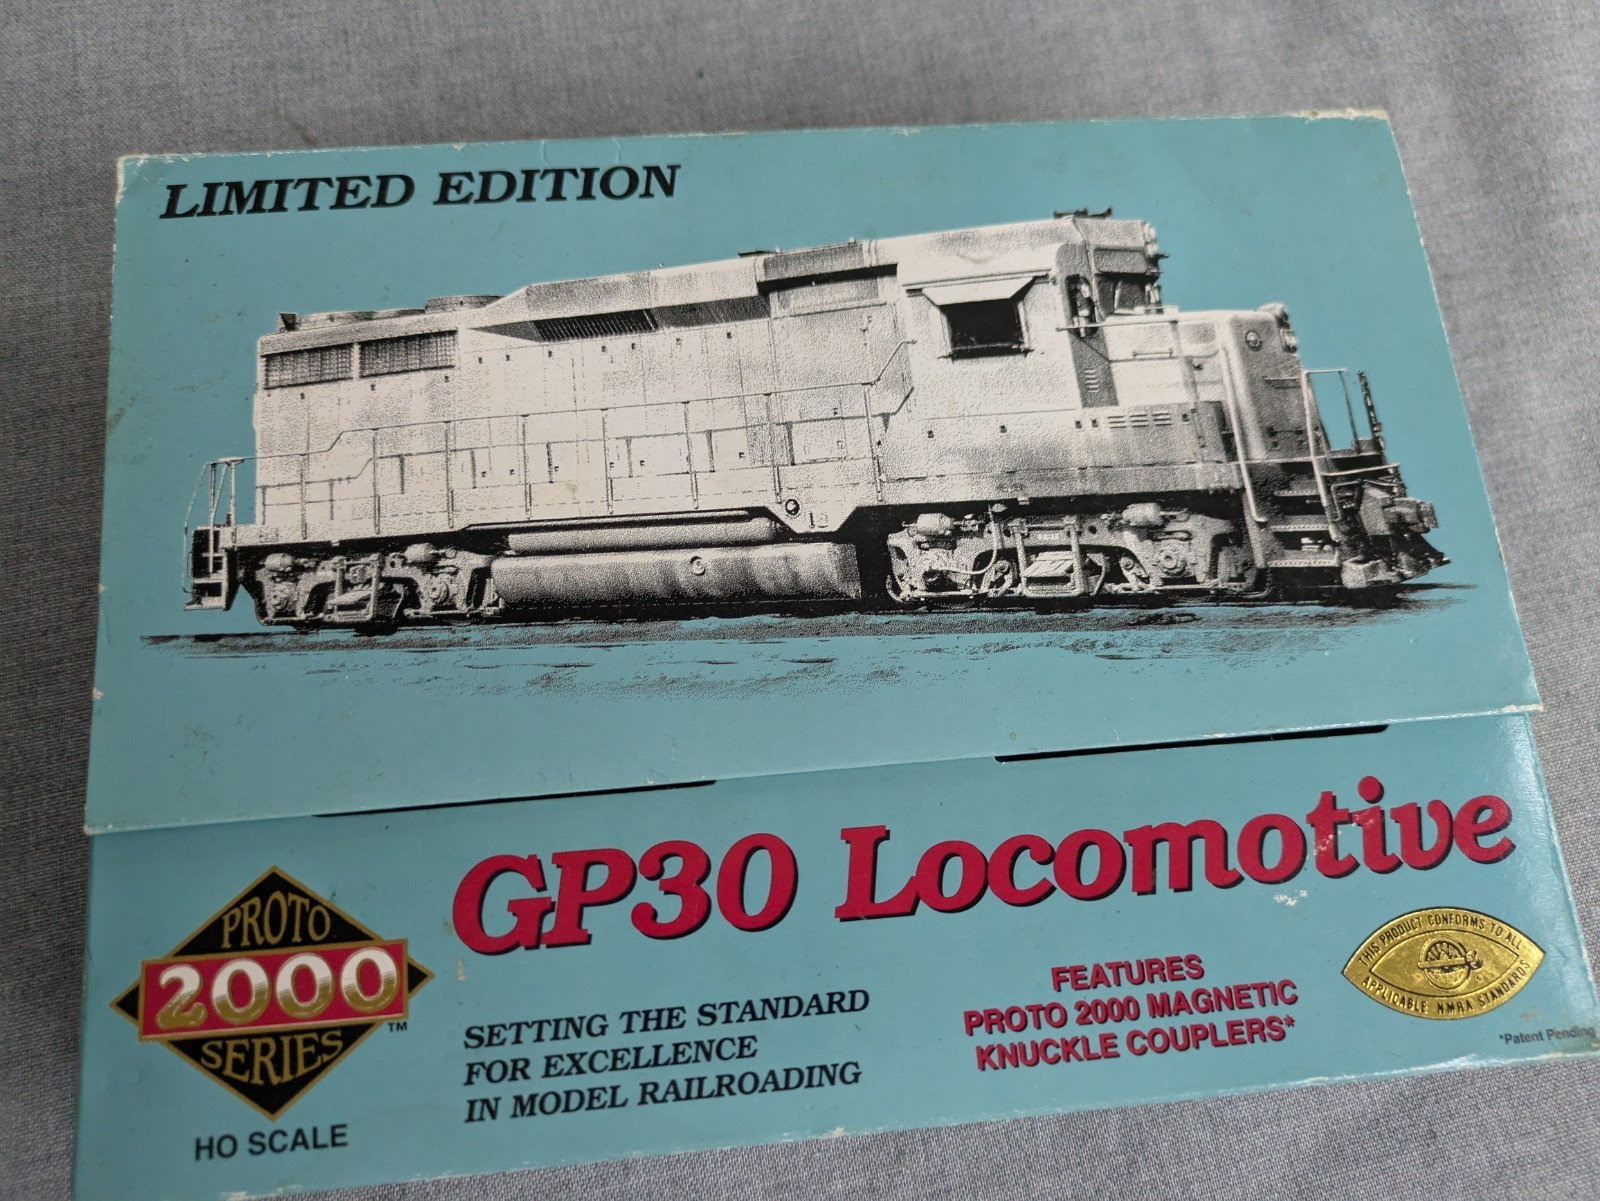 LIMITED EDITION
GP30 Locomotive
PROTO
2000
SERIES
™
HO SCALE
SETTING THE STANDARD
FOR EXCELLENCE
IN MODEL RAILROADING
FEATURES
PROTO 2000 MAGNETIC
KNUCKLE COUPLERS*
THIS PRODUCT CONFORMS TO ALL
APPLICABLE NMRA STANDARDS
*Patent Pending